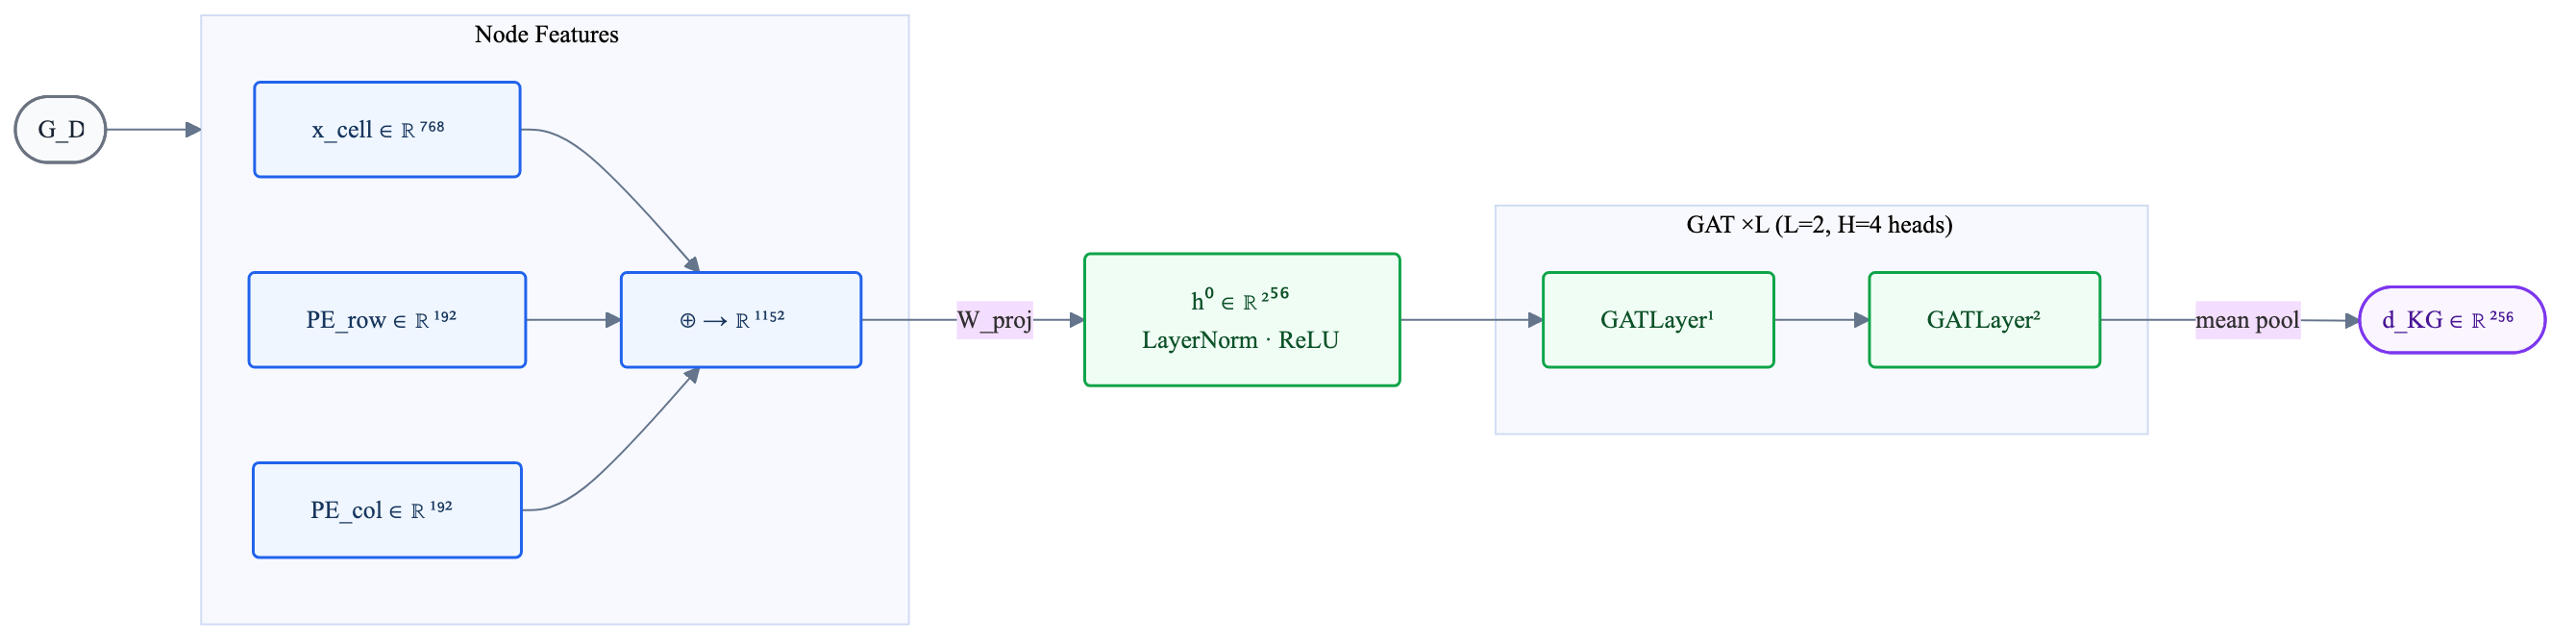 Node Features
G_D
x_cell ∈ ℝ⁷⁶⁸
PE_row ∈ ℝ¹⁹²
PE_col ∈ ℝ¹⁹²
⊕ → ℝ¹¹⁵²
W_proj
h⁰ ∈ ℝ²⁵⁶
LayerNorm · ReLU
GAT ×L (L=2, H=4 heads)
GATLayer¹
GATLayer²
mean pool
d_KG ∈ ℝ²⁵⁶